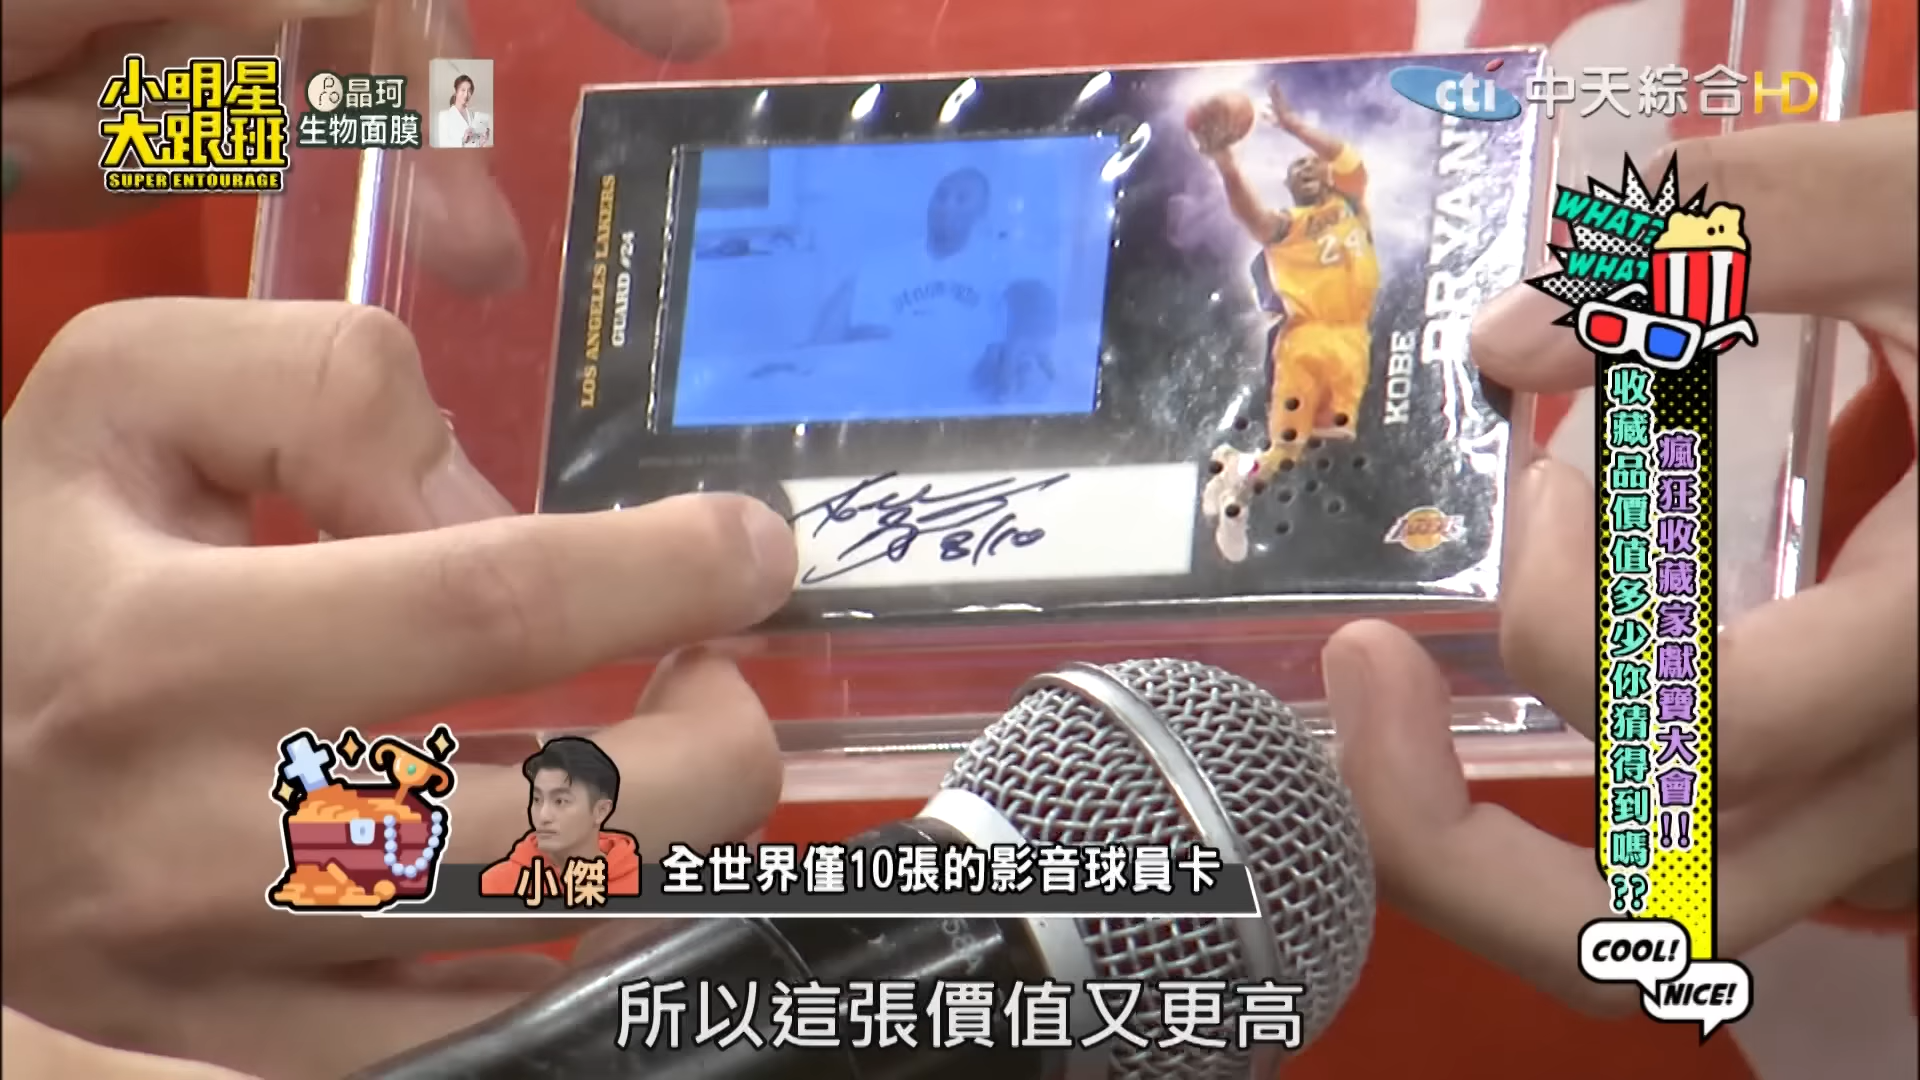 小明星
大跟班
SUPER ENTOURAGE
Pro
晶珂
生物面膜
cti 中天綜合HD
WHAT?
WHAT
瘋狂收藏家獻寶大會!!
收藏品價值多少你猜得到嗎??
COOL!
NICE!
LOS ANGELES LAKERS
GUARD #24
KOBE
BRYANT
24
LAKERS
8/10
58A
小傑
全世界僅10張的影音球員卡
所以這張價值又更高